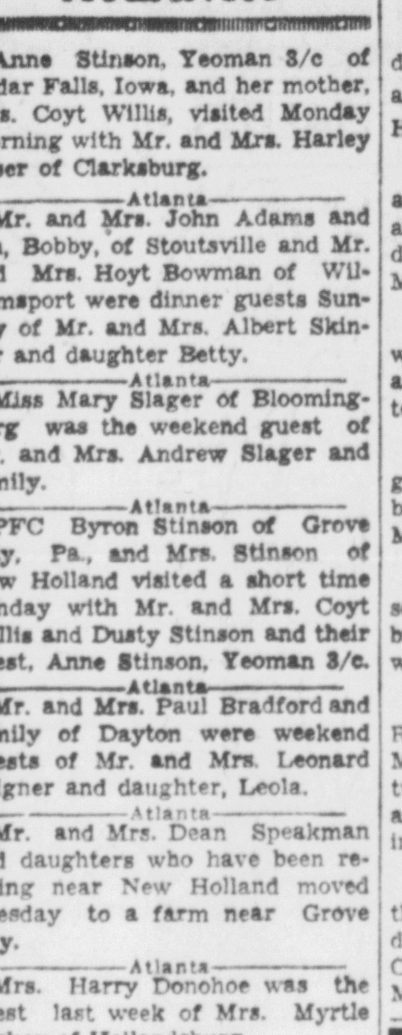 Anne Stinson, Yeoman 3/c of
dar Falls, Iowa, and her mother,
s. Coyt Willis, visited Monday
rning with Mr. and Mrs. Harley
er of Clarksburg.
Atlanta
Mr. and Mrs. John Adams and
, Bobby, of Stoutsville and Mr.
d Mrs. Hoyt Bowman of Wil-
msport were dinner guests Sun-
y of Mr. and Mrs. Albert Skin-
r and daughter Betty.
Atlanta
Miss Mary Slager of Blooming-
rg was the weekend guest of
. and Mrs. Andrew Slager and
mily.
Atlanta
PFC Byron Stinson of Grove
y, Pa., and Mrs. Stinson of
w Holland visited a short time
nday with Mr. and Mrs. Coyt
llis and Dusty Stinson and their
est, Anne Stinson, Yeoman 3/c.
Atlanta
Mr. and Mrs. Paul Bradford and
mily of Dayton were weekend
ests of Mr. and Mrs. Leonard
gner and daughter, Leola.
Atlanta
Mr. and Mrs. Dean Speakman
d daughters who have been re-
ing near New Holland moved
esday to a farm near Grove
y.
Atlanta
Mrs. Harry Donohoe was the
est last week of Mrs. Myrtle